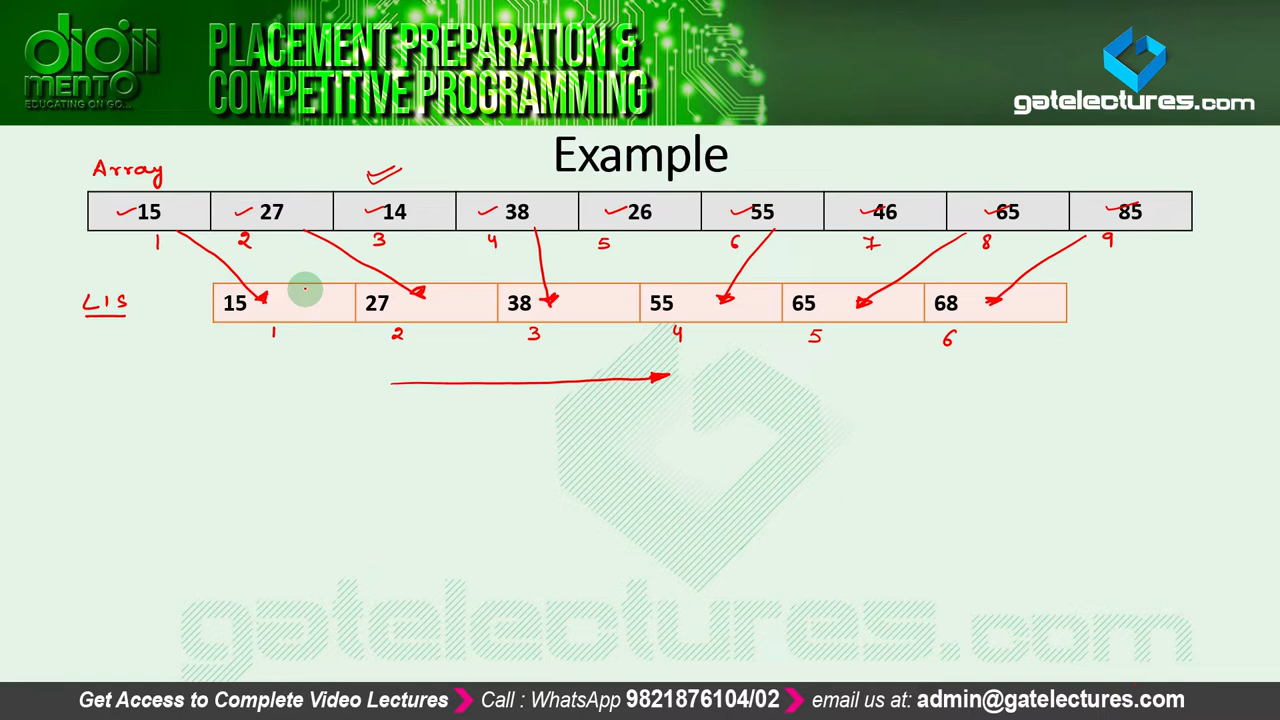 digii
MENTO
EDUCATING ON GO...
PLACEMENT PREPARATION &
COMPETITIVE PROGRAMMING
gatelectures.com
Example
Array
15 27 14 38 26 55 46 65 85
1 2 3 4 5 6 7 8 9
LIS
15 27 38 55 65 68
1 2 3 4 5 6
gatelectures.com
Get Access to Complete Video Lectures Call : WhatsApp 9821876104/02 email us at: admin@gatelectures.com